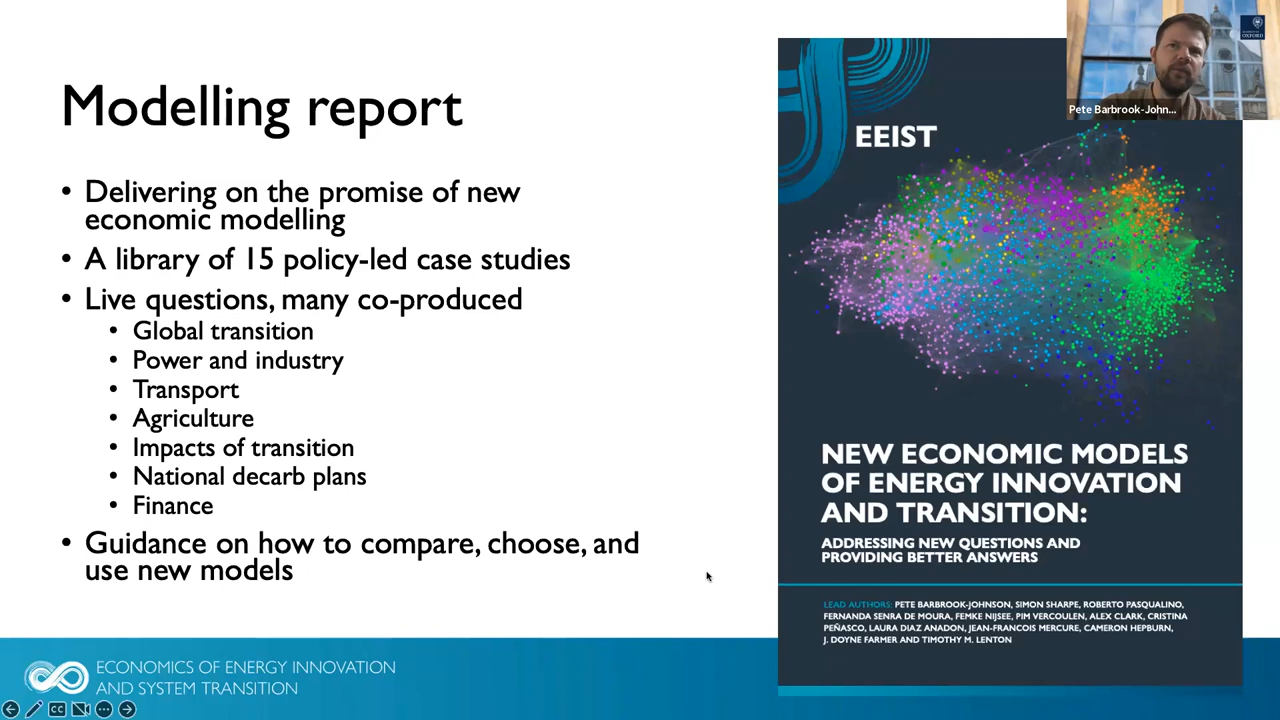 Modelling report
• Delivering on the promise of new
economic modelling
• A library of 15 policy-led case studies
• Live questions, many co-produced
• Global transition
• Power and industry
• Transport
• Agriculture
• Impacts of transition
• National decarb plans
• Finance
• Guidance on how to compare, choose, and
use new models
ECONOMICS OF ENERGY INNOVATION
AND SYSTEM TRANSITION
CC
Pete Barbrook-John...
EEIST
NEW ECONOMIC MODELS
OF ENERGY INNOVATION
AND TRANSITION:
ADDRESSING NEW QUESTIONS AND
PROVIDING BETTER ANSWERS
LEAD AUTHORS: PETE BARBROOK-JOHNSON, SIMON SHARPE, ROBERTO PASQUALINO,
FERNANDA SENRA DE MOURA, FEMKE NIJSEE, PIM VERCOULEN, ALEX CLARK, CRISTINA
PEÑASCO, LAURA DIAZ ANADON, JEAN-FRANCOIS MERCURE, CAMERON HEPBURN,
J. DOYNE FARMER AND TIMOTHY M. LENTON